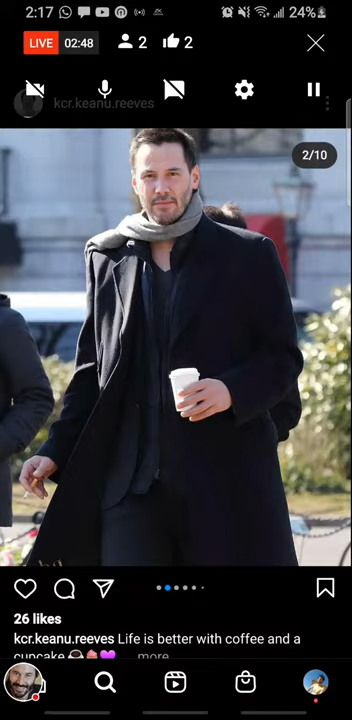 2:17
24%
LIVE 02:48 2 2
kcr.keanu.reeves
2/10
26 likes
kcr.keanu.reeves Life is better with coffee and a
cupcake ... more